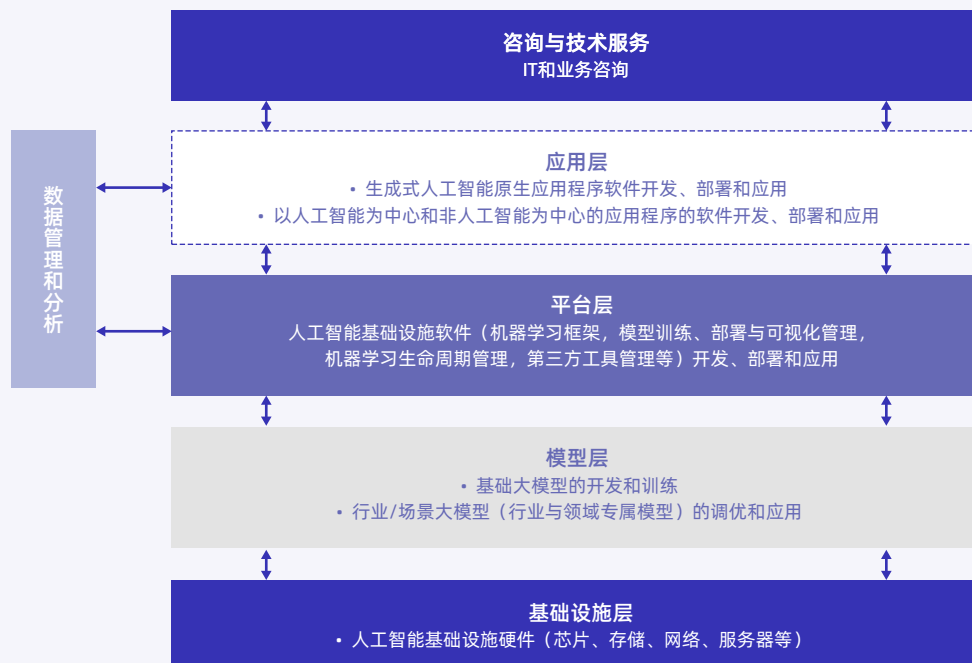 咨询与技术服务
IT和业务咨询
数据管理和分析
应用层
• 生成式人工智能原生应用程序软件开发、部署和应用
• 以人工智能为中心和非人工智能为中心的应用程序的软件开发、部署和应用
平台层
人工智能基础设施软件（机器学习框架，模型训练、部署与可视化管理，
机器学习生命周期管理，第三方工具管理等）开发、部署和应用
模型层
• 基础大模型的开发和训练
• 行业/场景大模型（行业与领域专属模型）的调优和应用
基础设施层
• 人工智能基础设施硬件（芯片、存储、网络、服务器等）